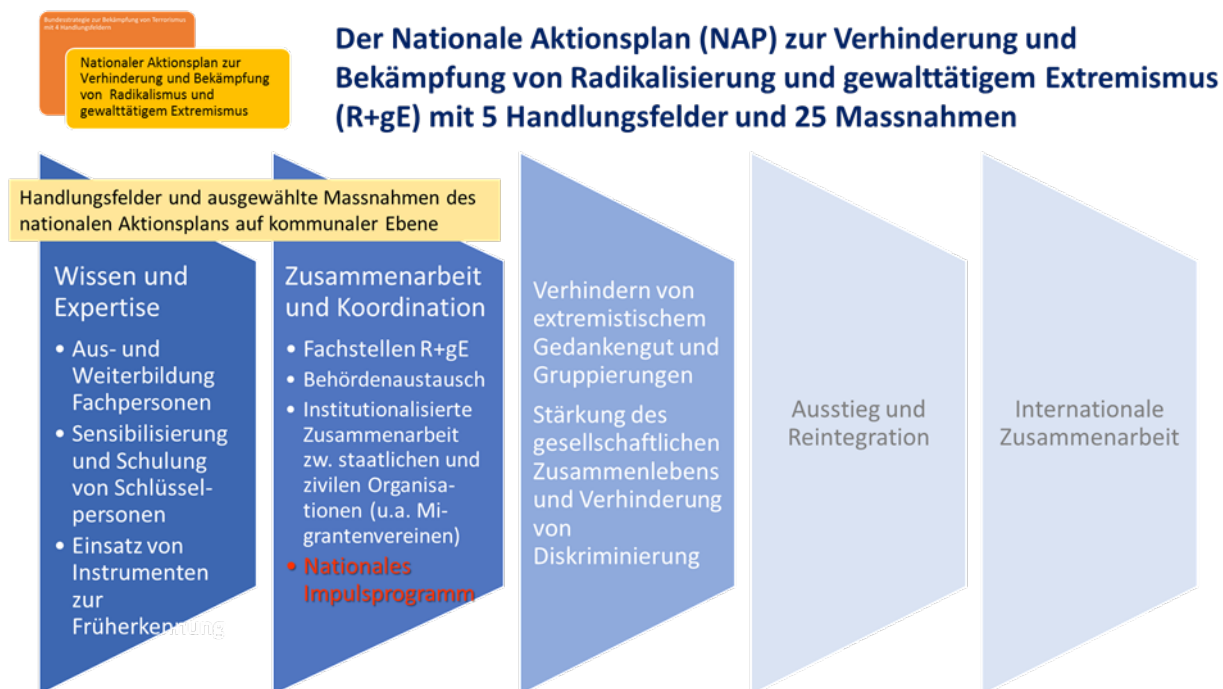 Bundesstrategie zur Bekämpfung von Terrorismus
mit 4 Handlungsfeldern
Nationaler Aktionsplan zur
Verhinderung und Bekämpfung
von Radikalismus und
gewalttätigem Extremismus
Der Nationale Aktionsplan (NAP) zur Verhinderung und
Bekämpfung von Radikalisierung und gewalttätigem Extremismus
(R+gE) mit 5 Handlungsfelder und 25 Massnahmen
Handlungsfelder und ausgewählte Massnahmen des
nationalen Aktionsplans auf kommunaler Ebene
Wissen und
Expertise
• Aus- und
Weiterbildung
Fachpersonen
• Sensibilisierung
und Schulung
von Schlüssel-
personen
• Einsatz von
Instrumenten
zur
Früherkennung
Zusammenarbeit
und Koordination
• Fachstellen R+gE
• Behördenaustausch
• Institutionalisierte
Zusammenarbeit
zw. staatlichen und
zivilen Organisa-
tionen (u.a. Mi-
grantenvereinen)
• Nationales
Impulsprogramm
Verhindern von
extremistischem
Gedankengut und
Gruppierungen
Stärkung des
gesellschaftlichen
Zusammenlebens
und Verhinderung
von
Diskriminierung
Ausstieg und
Reintegration
Internationale
Zusammenarbeit